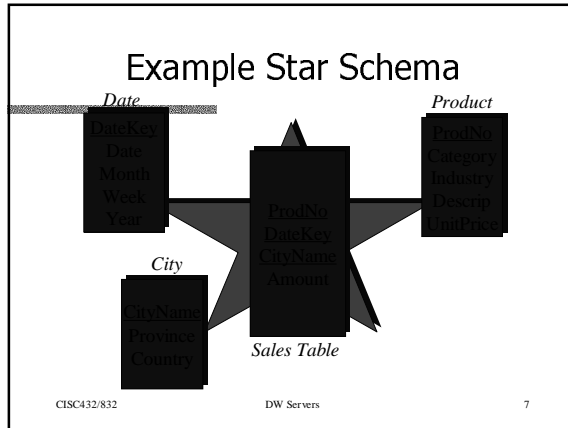 Example Star Schema
Date
DateKey
Date
Month
Week
Year
Product
ProdNo
Category
Industry
Descrip
UnitPrice
ProdNo
DateKey
CityName
Amount
Sales Table
City
CityName
Province
Country
CISC432/832
DW Servers
7